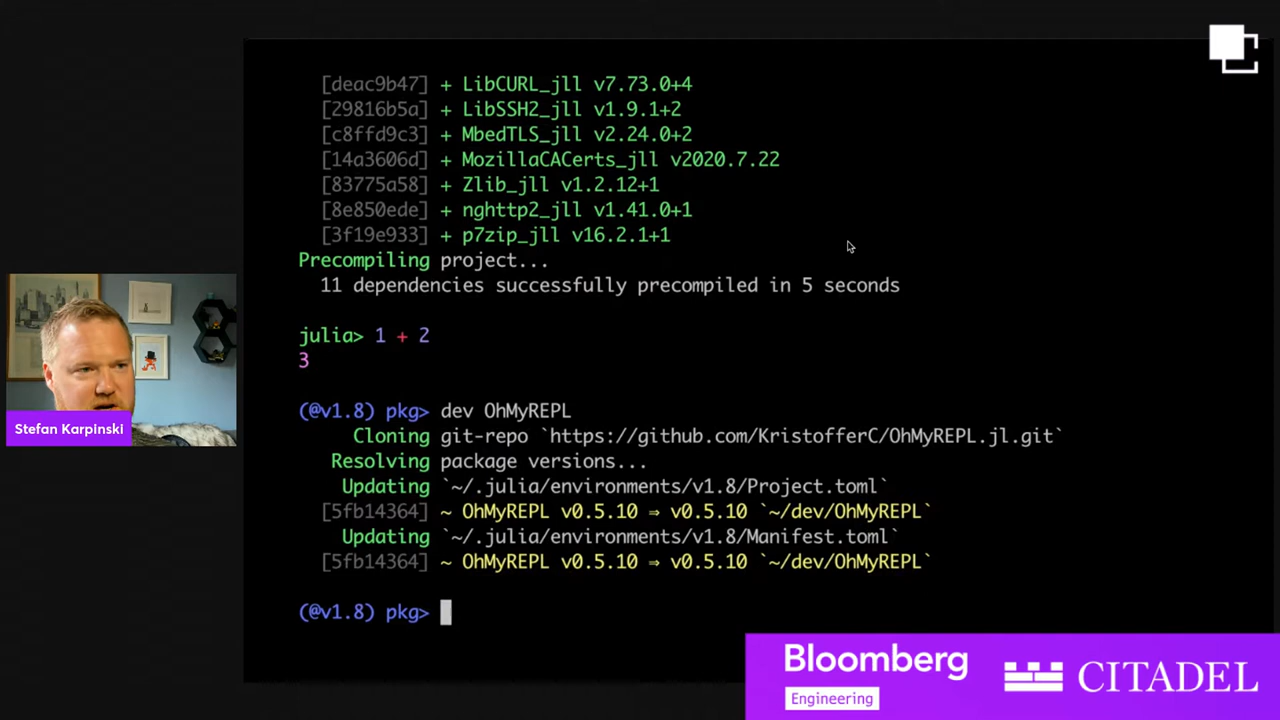 [deac9b47] + LibCURL_jll v7.73.0+4
[29816b5a] + LibSSH2_jll v1.9.1+2
[c8ffd9c3] + MbedTLS_jll v2.24.0+2
[14a3606d] + MozillaCACerts_jll v2020.7.22
[83775a58] + Zlib_jll v1.2.12+1
[8e850ede] + nghttp2_jll v1.41.0+1
[3f19e933] + p7zip_jll v16.2.1+1
Precompiling project...
11 dependencies successfully precompiled in 5 seconds
julia> 1 + 2
3
(@v1.8) pkg> dev OhMyREPL
Cloning git-repo `https://github.com/KristofferC/OhMyREPL.jl.git`
Resolving package versions...
Updating `~/.julia/environments/v1.8/Project.toml`
[5fb14364] ~ OhMyREPL v0.5.10 ⇒ v0.5.10 `~/dev/OhMyREPL`
Updating `~/.julia/environments/v1.8/Manifest.toml`
[5fb14364] ~ OhMyREPL v0.5.10 ⇒ v0.5.10 `~/dev/OhMyREPL`
(@v1.8) pkg>
Stefan Karpinski
Bloomberg
Engineering
CITADEL